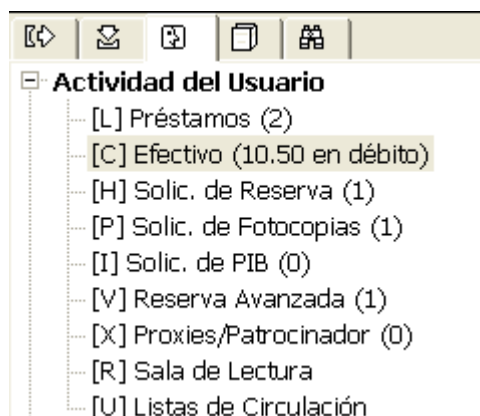 Actividad del Usuario
[L] Préstamos (2)
[C] Efectivo (10.50 en débito)
[H] Solic. de Reserva (1)
[P] Solic. de Fotocopias (1)
[I] Solic. de PIB (0)
[V] Reserva Avanzada (1)
[X] Proxies/Patrocinador (0)
[R] Sala de Lectura
[U] Listas de Circulación